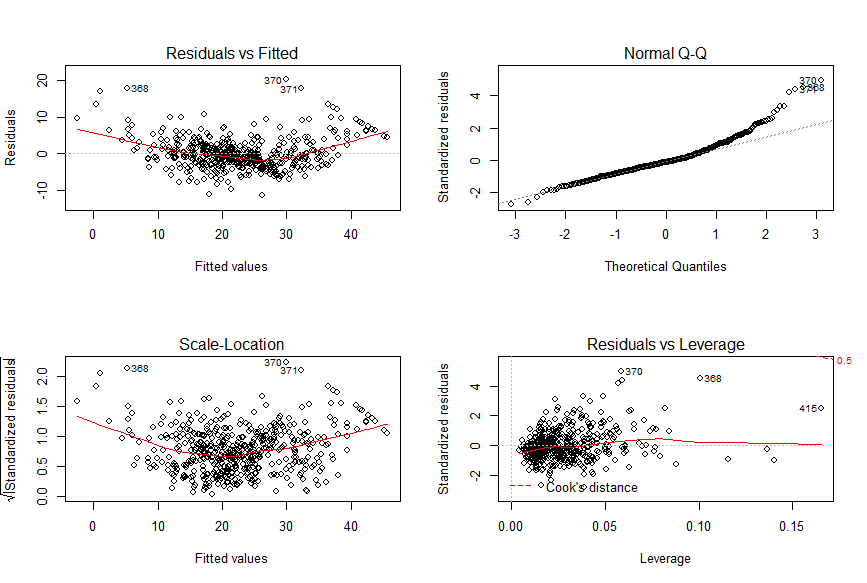 Residuals vs Fitted
Residuals
20
10
0
-10
368
370
371
0 10 20 30 40
Fitted values
Normal Q-Q
Standardized residuals
4
2
0
-2
370
368
371
-3 -2 -1 0 1 2 3
Theoretical Quantiles
Scale-Location
√|Standardized residuals|
2.0
1.5
1.0
0.5
0.0
368
370
371
0 10 20 30 40
Fitted values
Residuals vs Leverage
Standardized residuals
4
2
0
-2
370
368
415
0.5
Cook's distance
0.00 0.05 0.10 0.15
Leverage